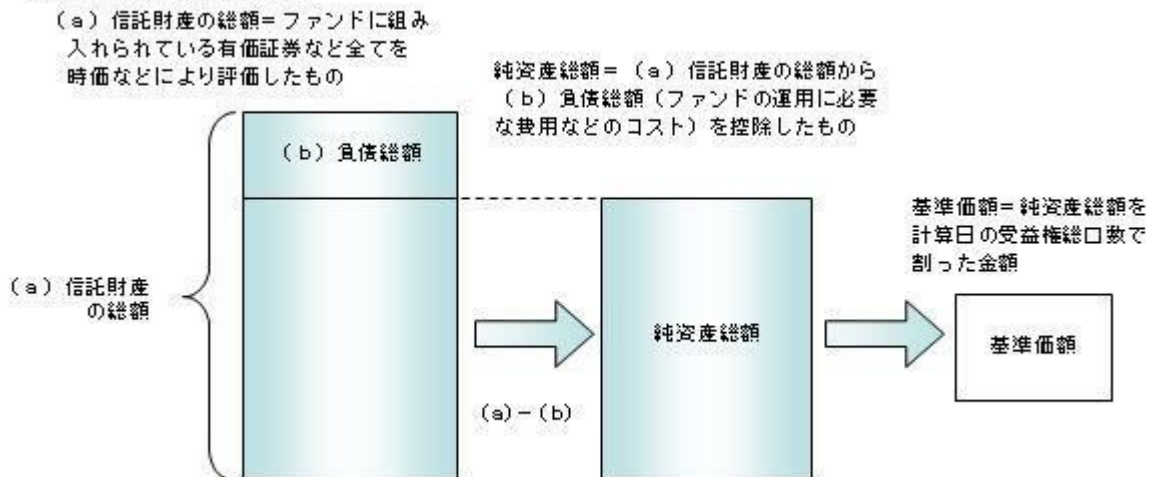 (a)信託財産の総額=ファンドに組み
入れられている有価証券など全てを
時価などにより評価したもの
純資産総額=(a)信託財産の総額から
(b)負債総額(ファンドの運用に必要
な費用などのコスト)を控除したもの
(b)負債総額
基準価額=純資産総額を
計算日の受益権総口数で
割った金額
(a)信託財産
の総額
純資産総額
基準価額
(a)-(b)